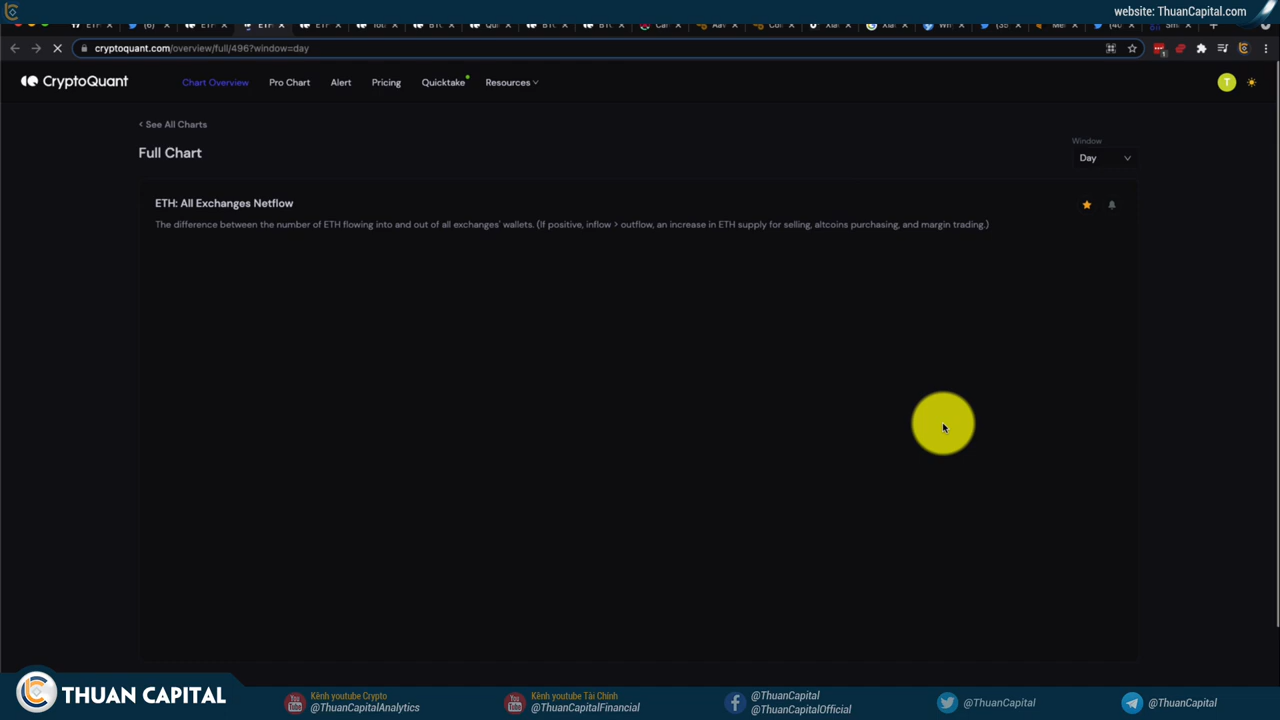 website: ThuanCapital.com
cryptoquant.com/overview/full/496?window=day
CryptoQuant
Chart Overview
Pro Chart
Alert
Pricing
Quicktake
Resources
T
< See All Charts
Full Chart
Window
Day
ETH: All Exchanges Netflow
The difference between the number of ETH flowing into and out of all exchanges' wallets. (If positive, inflow > outflow, an increase in ETH supply for selling, altcoins purchasing, and margin trading.)
THUAN CAPITAL
Kênh youtube Crypto
@ThuanCapitalAnalytics
Kênh youtube Tài Chính
@ThuanCapitalFinancial
@ThuanCapital
@ThuanCapitalOfficial
@ThuanCapital
@ThuanCapital